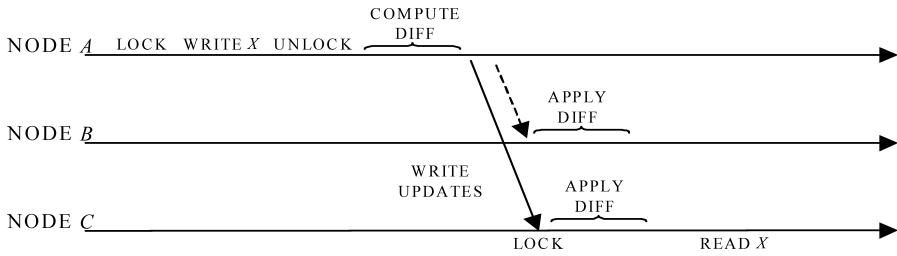 COMPUTE
DIFF
NODE A LOCK WRITE X UNLOCK
APPLY
DIFF
NODE B
WRITE
UPDATES
APPLY
DIFF
NODE C
LOCK READ X